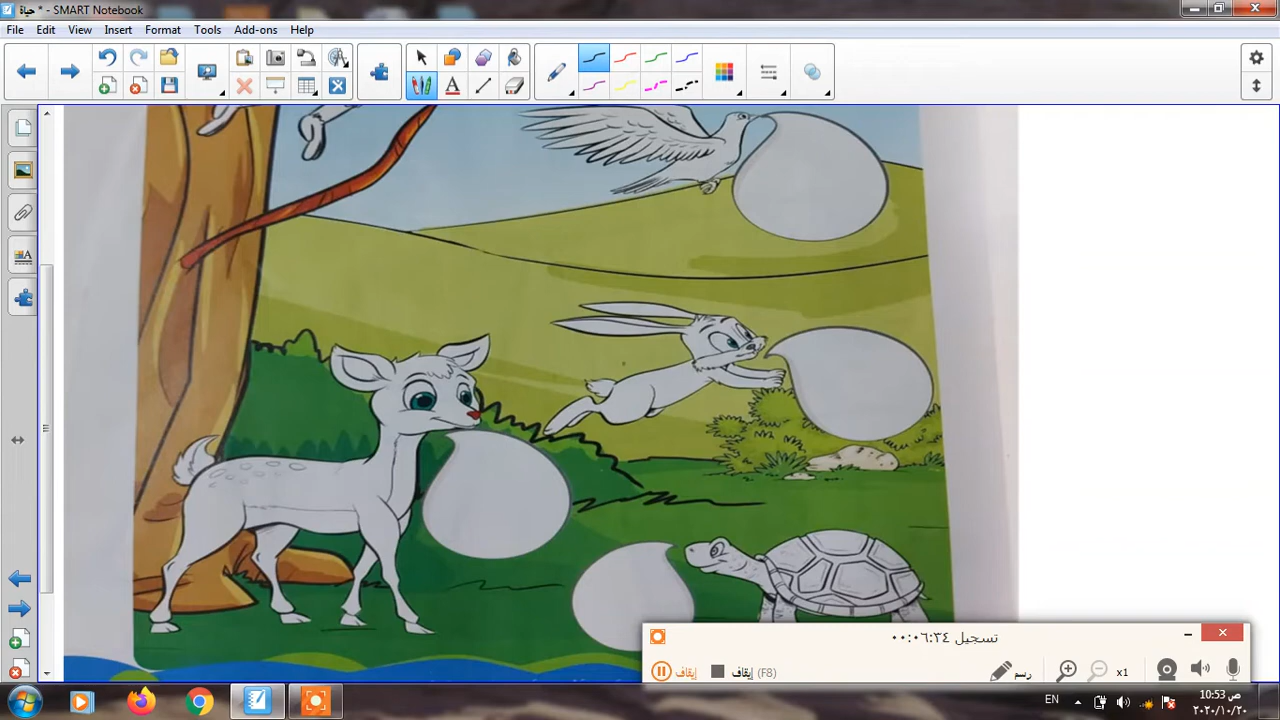 حياة * - SMART Notebook
File Edit View Insert Format Tools Add-ons Help
تسجيل ٠٠:٠٦:٣٤
إيقاف إيقاف (F8) رسم x1
EN
10:53 ص
٢٠٢٠/١٠/٢٠